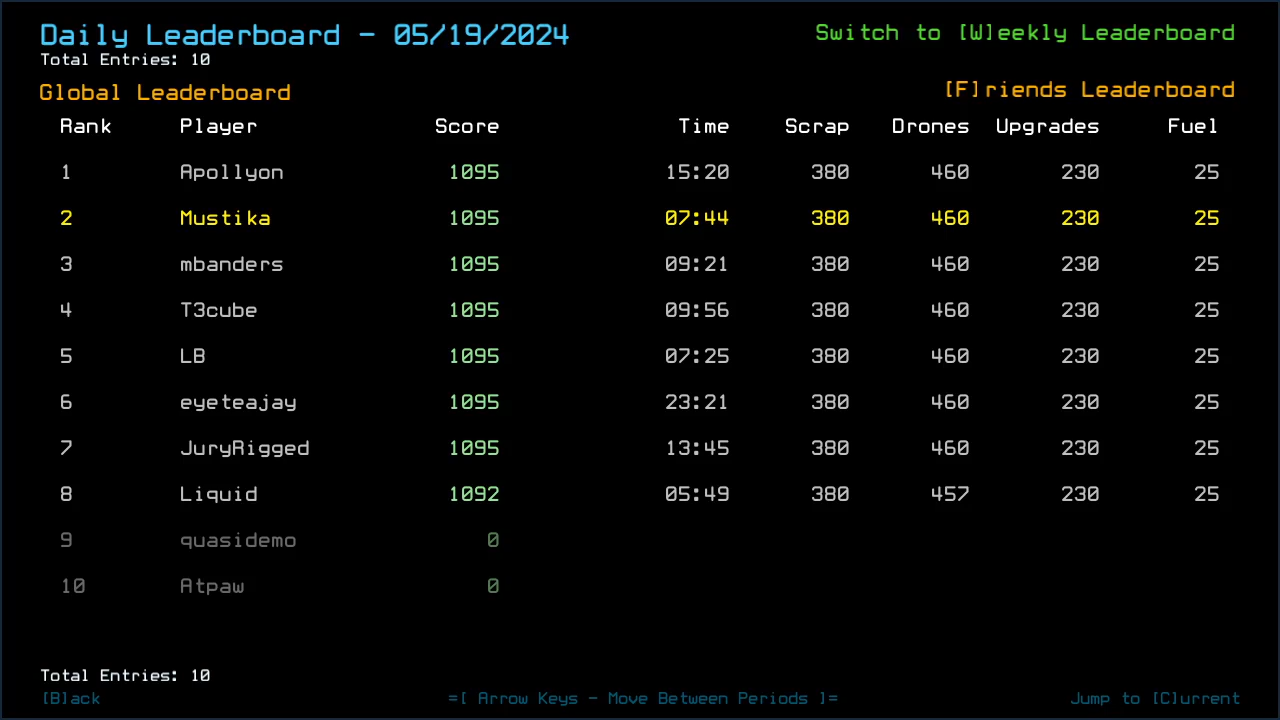 Daily Leaderboard - 05/19/2024 Switch to [W]eekly Leaderboard
Total Entries: 10
Global Leaderboard [F]riends Leaderboard
Rank Player Score Time Scrap Drones Upgrades Fuel
1 Apollyon 1095 15:20 380 460 230 25
2 Mustika 1095 07:44 380 460 230 25
3 mbanders 1095 09:21 380 460 230 25
4 T3cube 1095 09:56 380 460 230 25
5 LB 1095 07:25 380 460 230 25
6 eyeteajay 1095 23:21 380 460 230 25
7 JuryRigged 1095 13:45 380 460 230 25
8 Liquid 1092 05:49 380 457 230 25
9 quasidemo 0
10 Atpaw 0
Total Entries: 10
[B]ack =[ Arrow Keys - Move Between Periods ]= Jump to [C]urrent